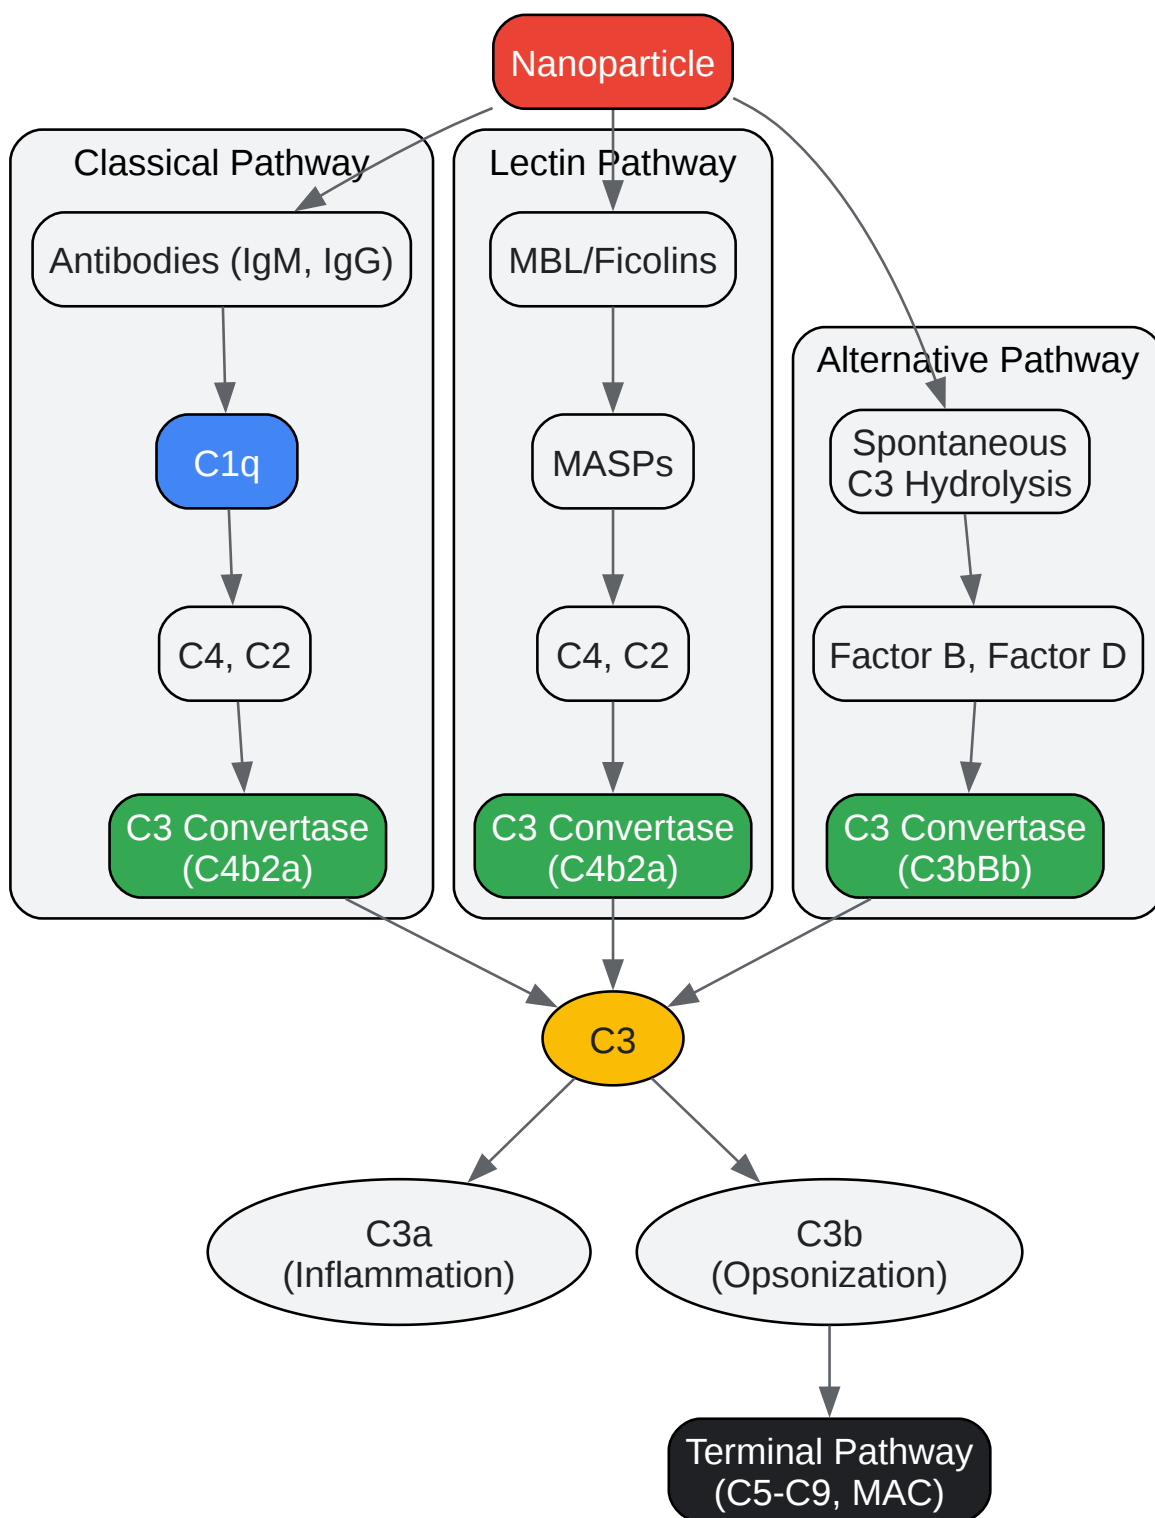 Nanoparticle
Classical Pathway
Lectin Pathway
Antibodies (IgM, IgG)
MBL/Ficolins
Alternative Pathway
C1q
MASPs
Spontaneous
C3 Hydrolysis
C4, C2
C4, C2
Factor B, Factor D
C3 Convertase
(C4b2a)
C3 Convertase
(C4b2a)
C3 Convertase
(C3bBb)
C3
C3a
(Inflammation)
C3b
(Opsonization)
Terminal Pathway
(C5-C9, MAC)